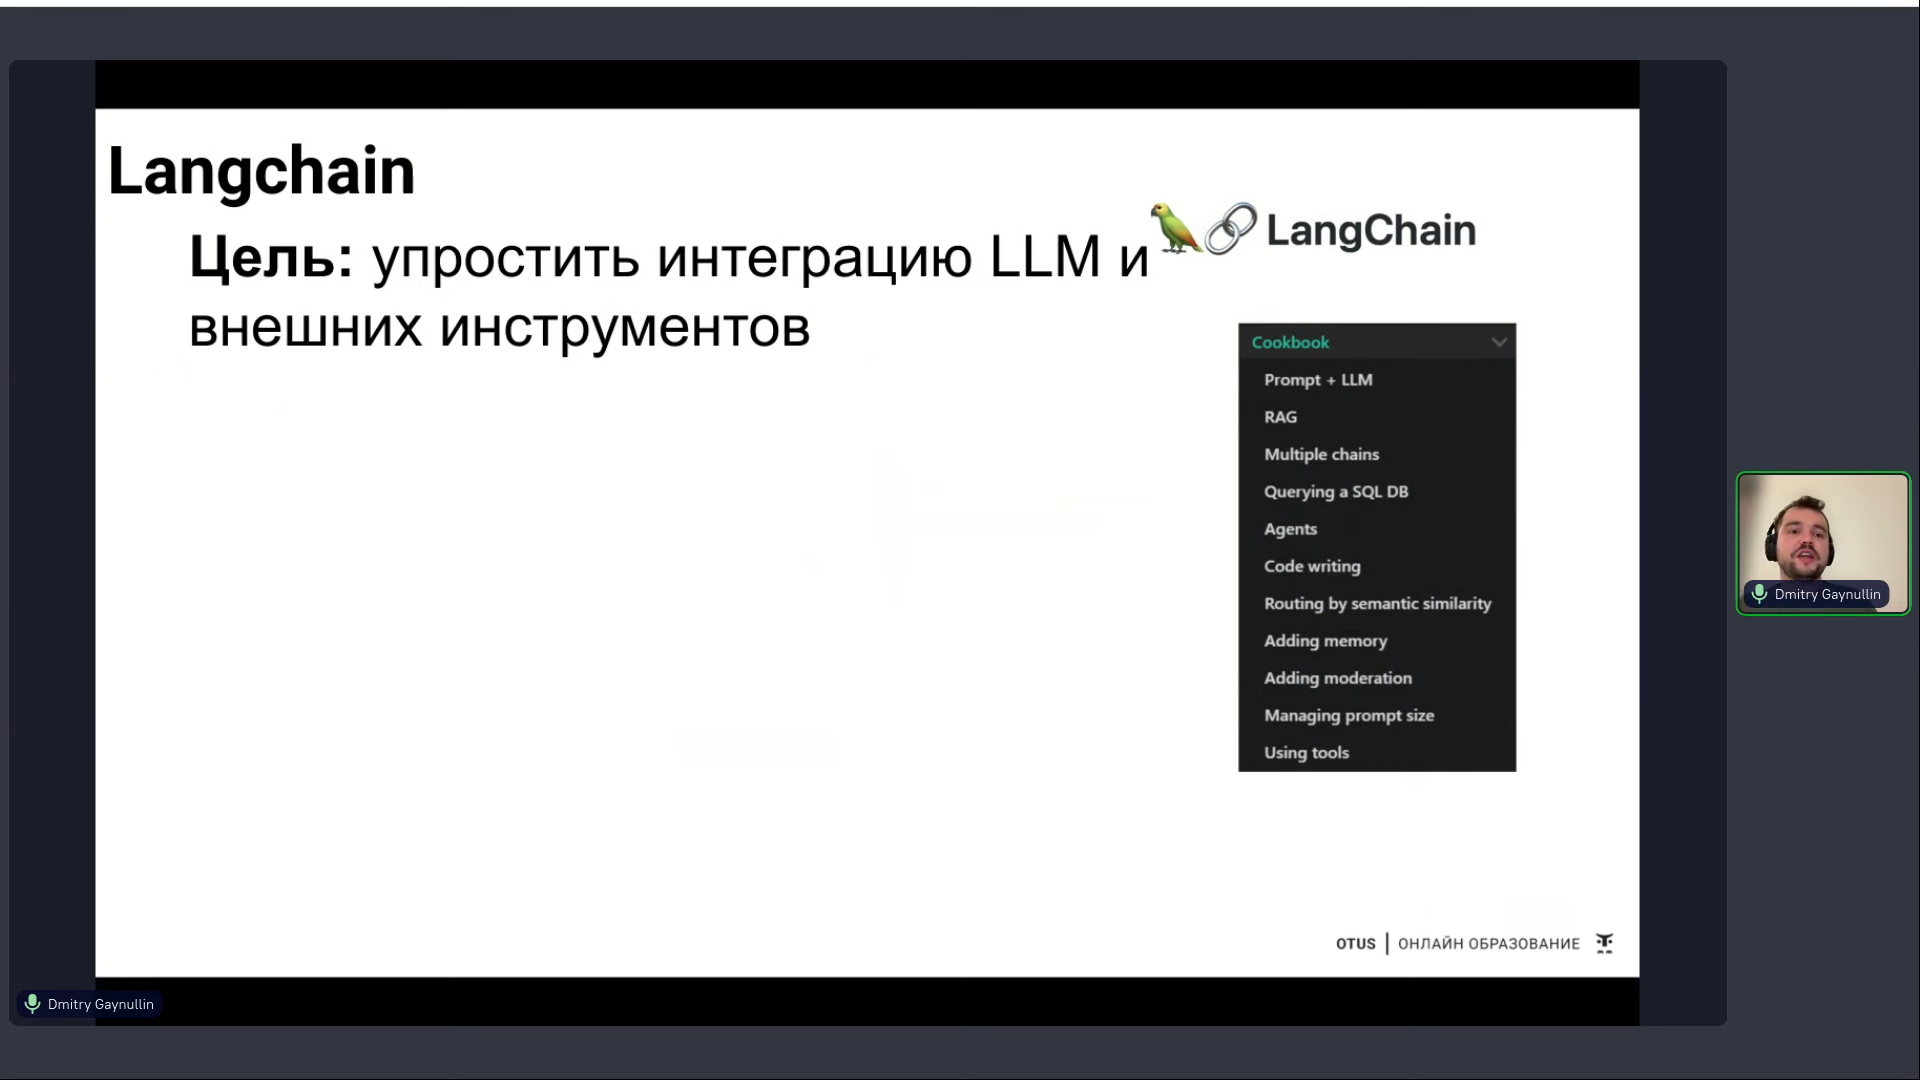 Langchain
Цель: упростить интеграцию LLM и
внешних инструментов
LangChain
Cookbook
Prompt + LLM
RAG
Multiple chains
Querying a SQL DB
Agents
Code writing
Routing by semantic similarity
Adding memory
Adding moderation
Managing prompt size
Using tools
OTUS | ОНЛАЙН ОБРАЗОВАНИЕ
Dmitry Gaynullin
Dmitry Gaynullin